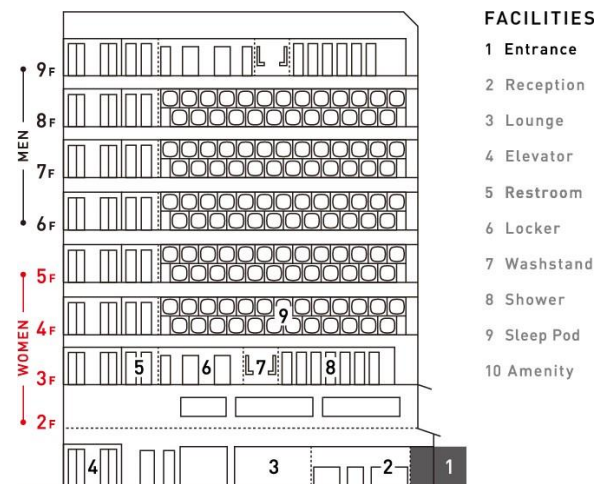 FACILITIES
1 Entrance
2 Reception
3 Lounge
4 Elevator
5 Restroom
6 Locker
7 Washstand
8 Shower
9 Sleep Pod
10 Amenity
MEN
9F
8F
7F
6F
WOMEN
5F
4F
3F
2F
9
5
6
7
8
4
3
2
1